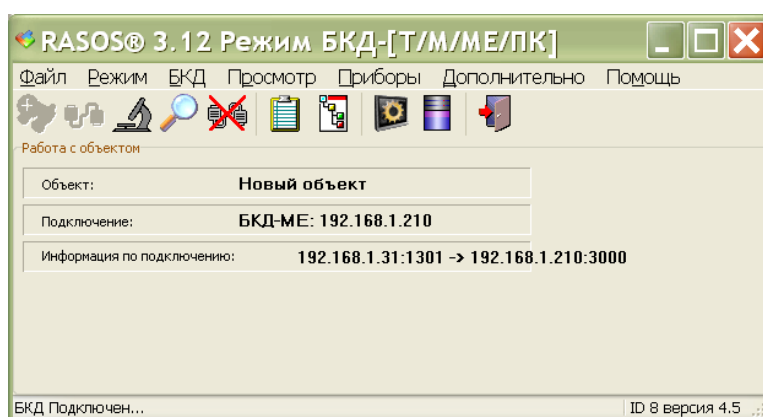 RASOS® 3.12 Режим БКД-[Т/М/МЕ/ПК]
Файл Режим БКД Просмотр Приборы Дополнительно Помощь
Работа с объектом
Объект: Новый объект
Подключение: БКД-МЕ: 192.168.1.210
Информация по подключению: 192.168.1.31:1301 -> 192.168.1.210:3000
БКД Подключен... ID 8 версия 4.5